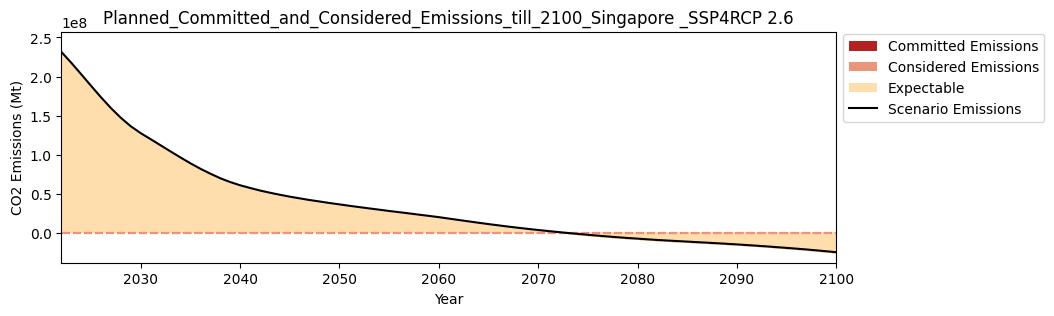 Planned_Committed_and_Considered_Emissions_till_2100_Singapore _SSP4RCP 2.6
1e8
2.5
2.0
1.5
1.0
0.5
0.0
CO2 Emissions (Mt)
2030
2040
2050
2060
2070
2080
2090
2100
Year
Committed Emissions
Considered Emissions
Expectable
Scenario Emissions